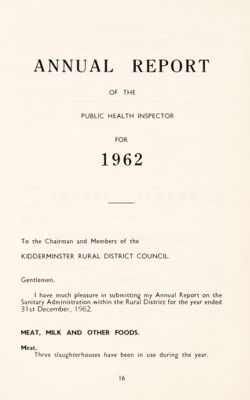 ANNUAL REPORT
OF THE
PUBLIC HEALTH INSPECTOR
FOR
1962
To the Chairman and Members of the
KIDDERMINSTER RURAL DISTRICT COUNCIL.
Gentlemen,
I have much pleasure in submitting my Annual Report on the
Sanitary Administration within the Rural District for the year ended
31st December, 1962.
MEAT, MILK AND OTHER FOODS.
Meat.
Three slaughterhouses have been in use during the year.
16